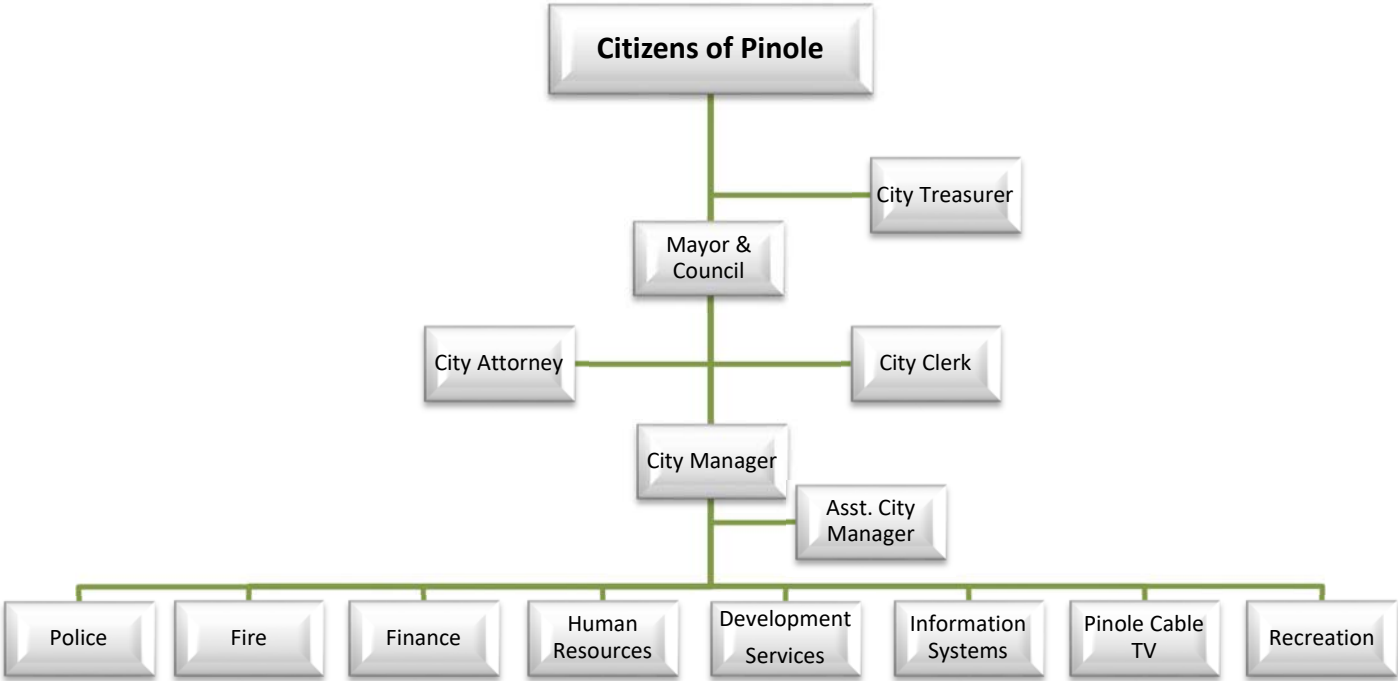 Citizens of Pinole
City Treasurer
Mayor &
Council
City Attorney
City Clerk
City Manager
Asst. City
Manager
Police
Fire
Finance
Human
Resources
Development
Services
Information
Systems
Pinole Cable
TV
Recreation